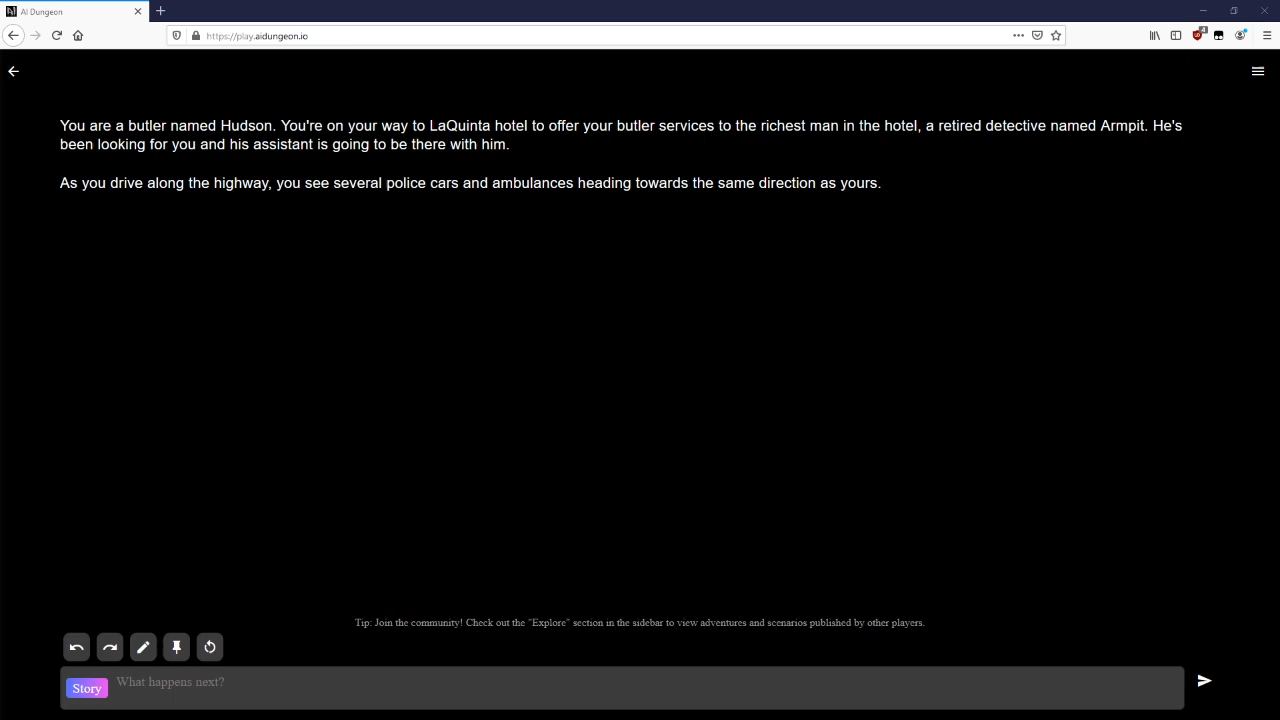 AI Dungeon
https://play.aidungeon.io
You are a butler named Hudson. You're on your way to LaQuinta hotel to offer your butler services to the richest man in the hotel, a retired detective named Armpit. He's
been looking for you and his assistant is going to be there with him.
As you drive along the highway, you see several police cars and ambulances heading towards the same direction as yours.
Tip: Join the community! Check out the "Explore" section in the sidebar to view adventures and scenarios published by other players.
Story What happens next?